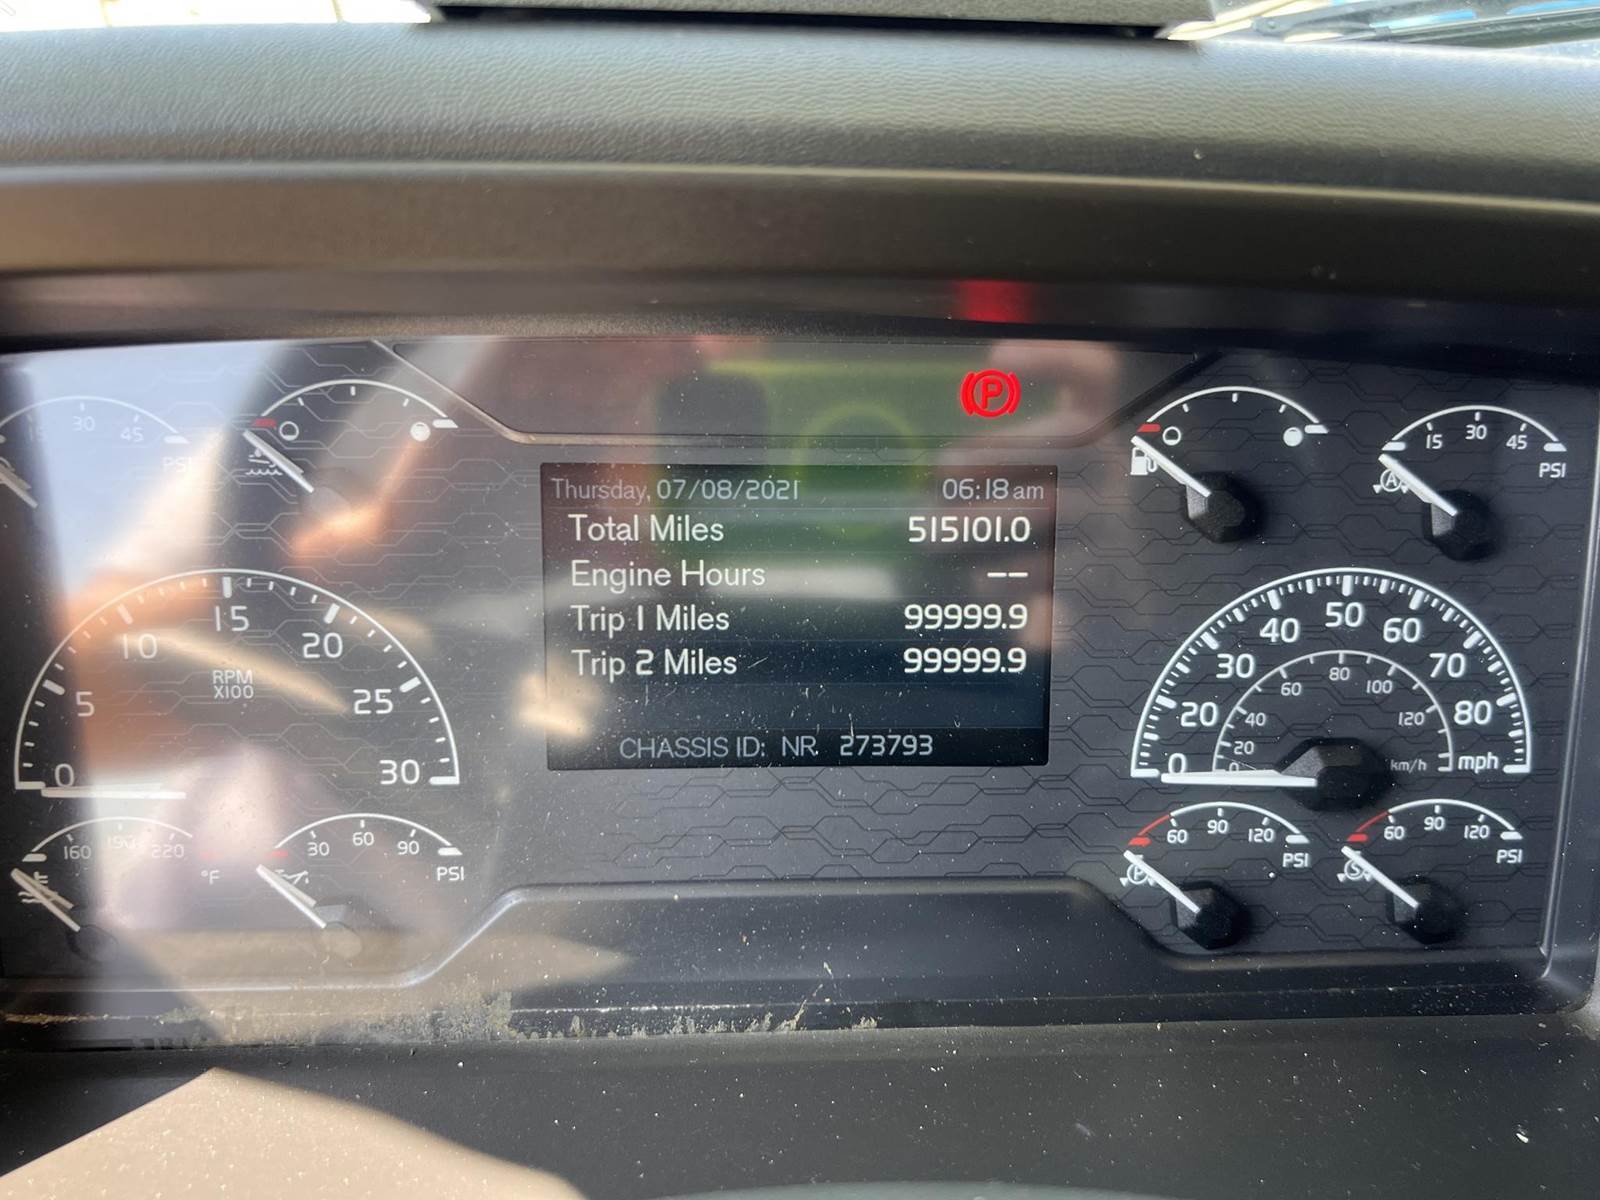 15 30 45
PSI
P
15 30 45
PSI
A
Thursday, 07/08/2021 06:18 am
Total Miles 515101.0
Engine Hours --
Trip 1 Miles 99999.9
Trip 2 Miles 99999.9
CHASSIS ID: NR 273793
0 5 10 15 20 25 30
RPM
X100
0 20 30 40 50 60 70 80 mph
0 20 40 60 80 100 120 km/h
160 190 220
°F
30 60 90
PSI
60 90 120
PSI
P
60 90 120
PSI
S